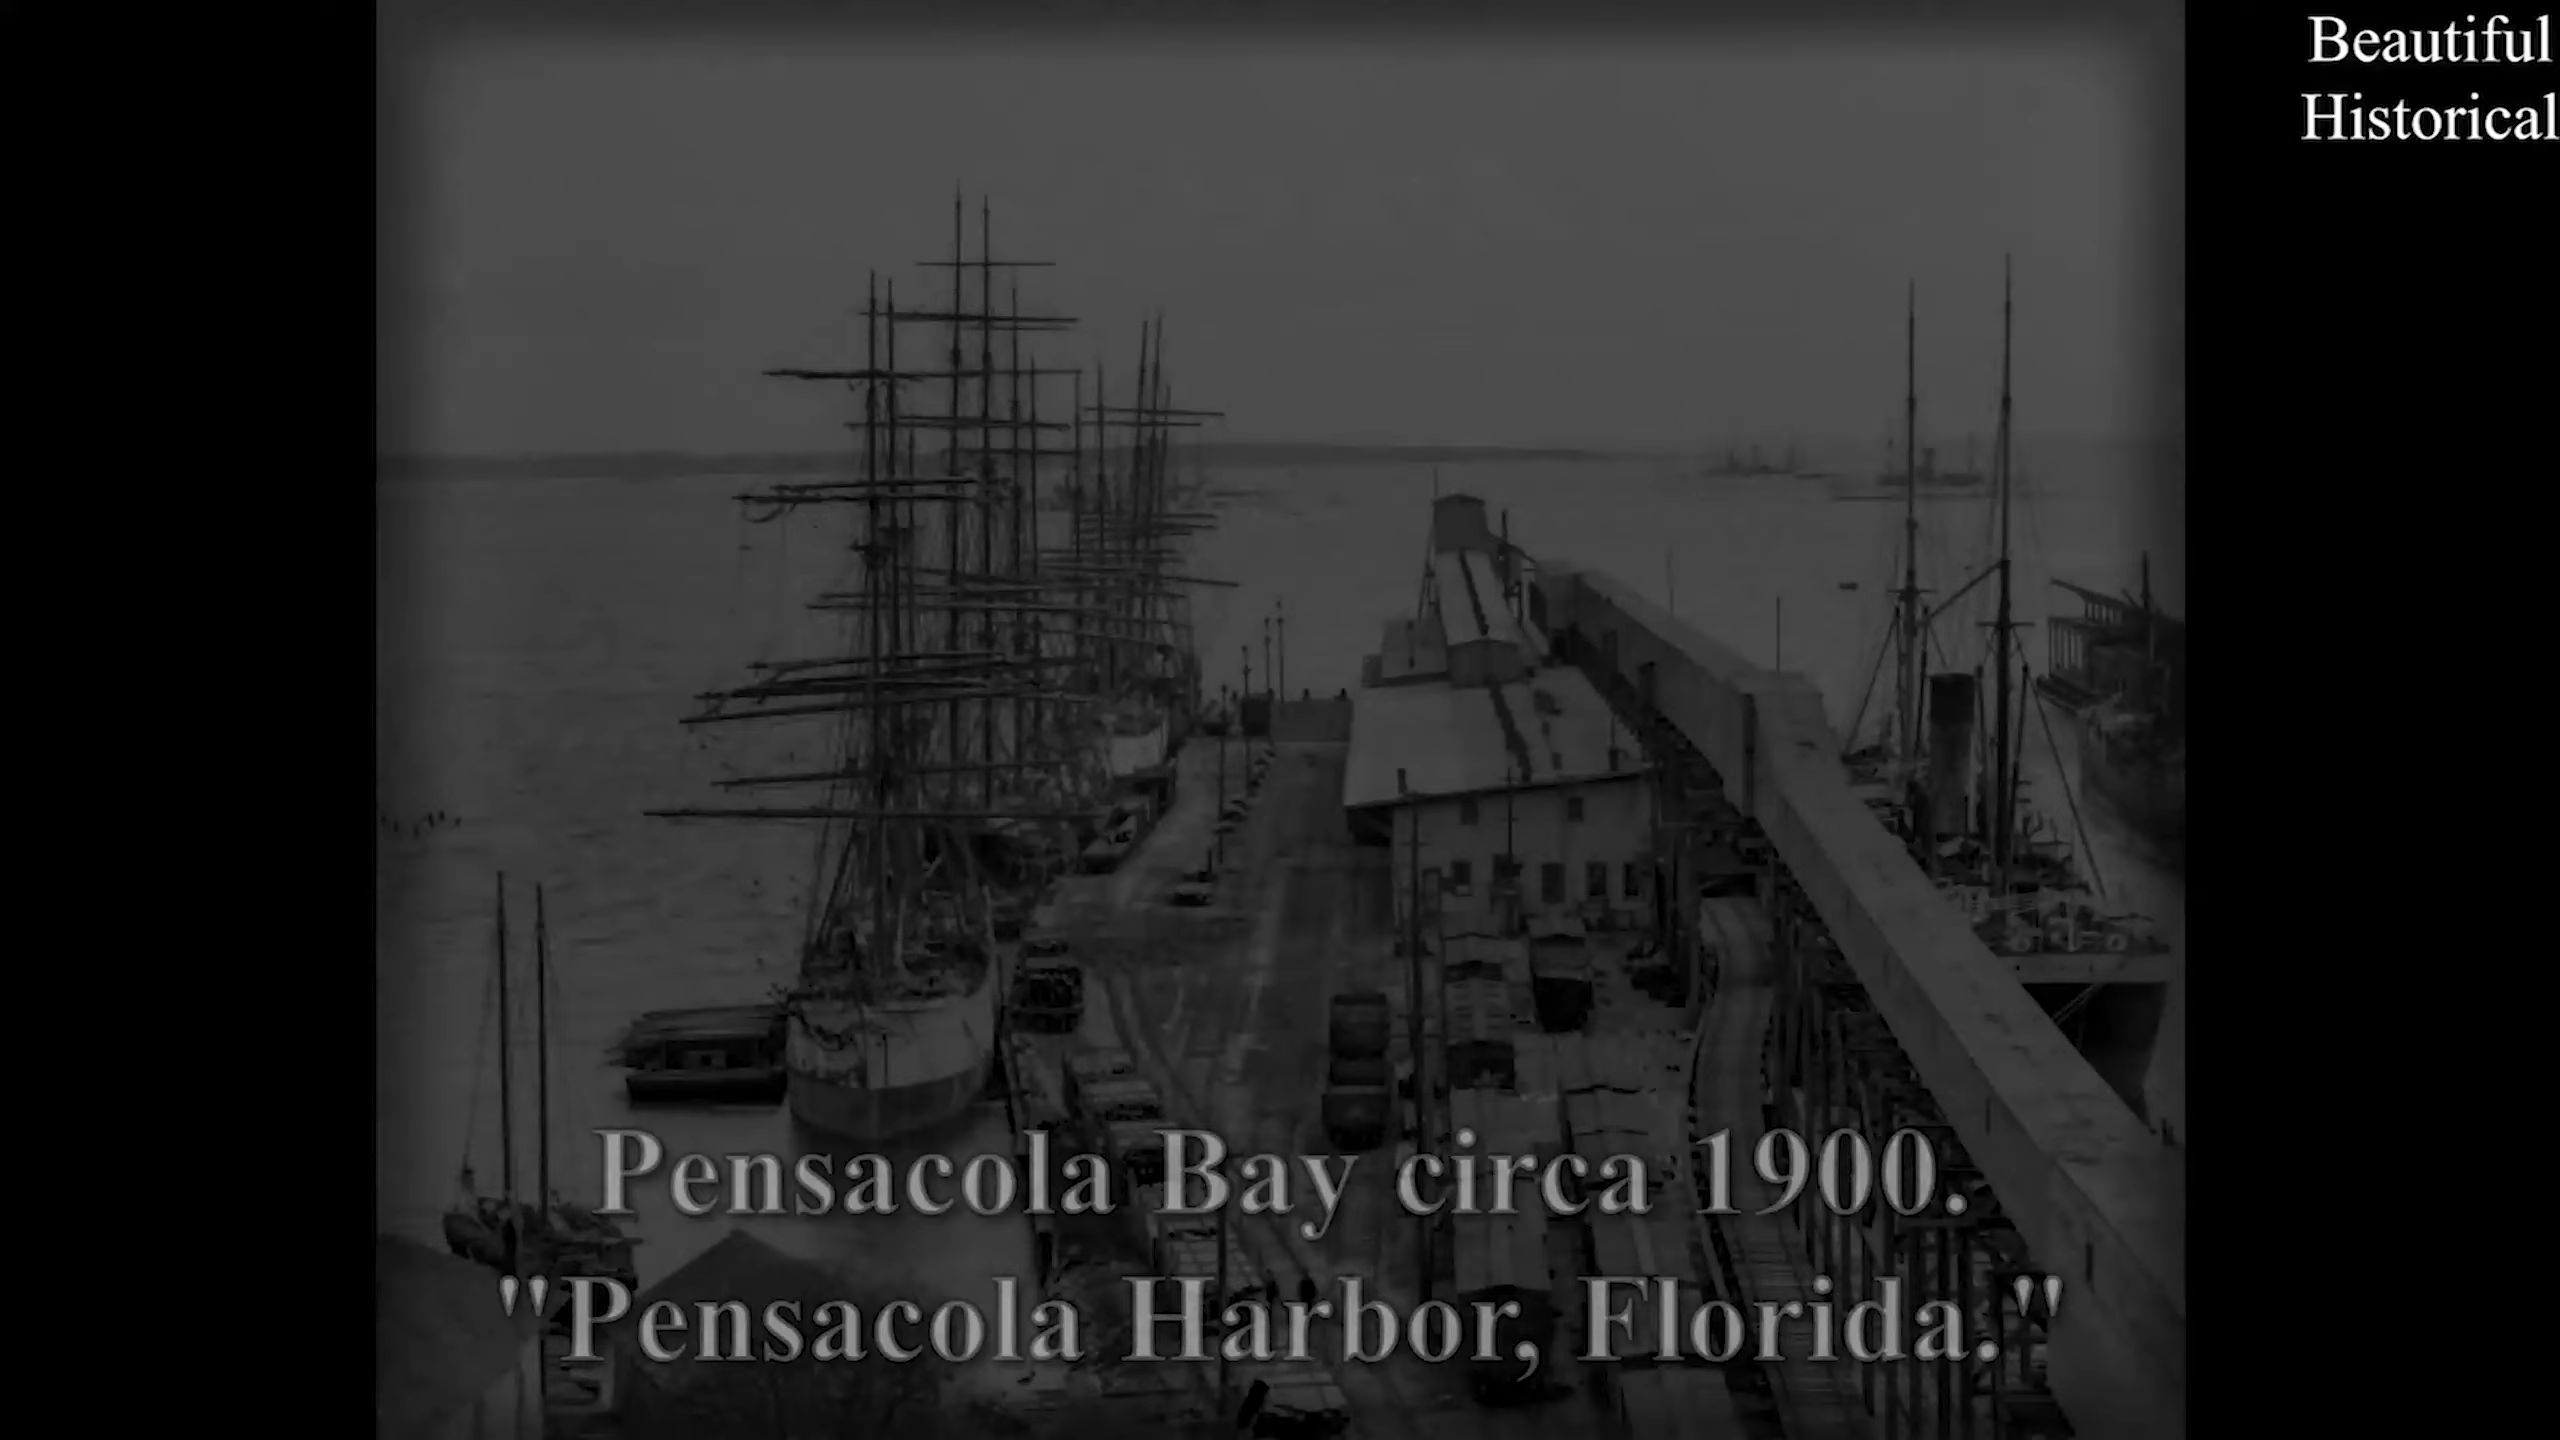 Beautiful
Historical
Pensacola Bay circa 1900.
"Pensacola Harbor, Florida."